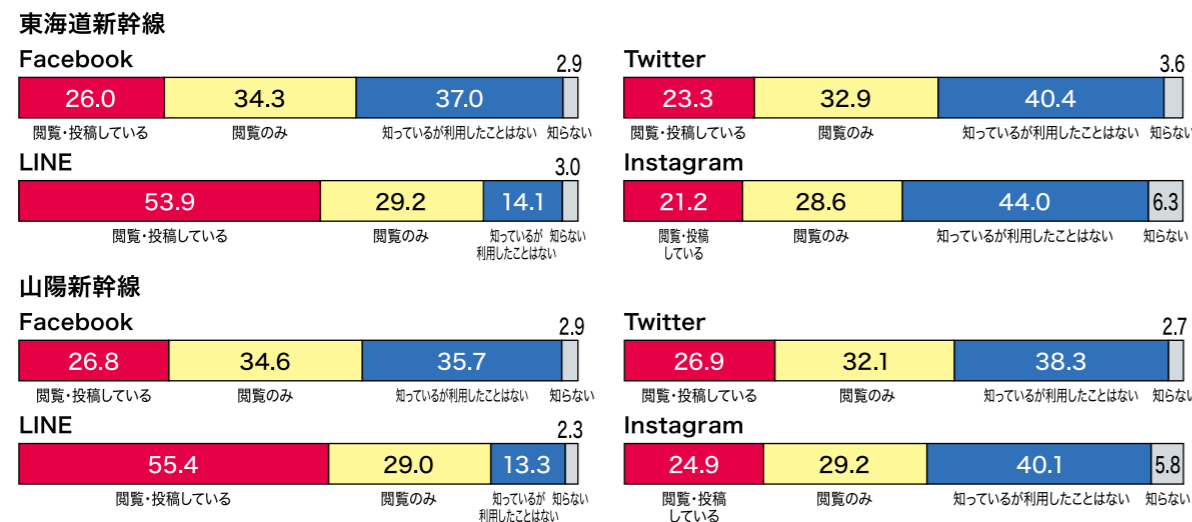 東海道新幹線
Facebook
2.9
26.0 34.3 37.0
閲覧・投稿している 閲覧のみ 知っているが利用したことはない 知らない
Twitter
3.6
23.3 32.9 40.4
閲覧・投稿している 閲覧のみ 知っているが利用したことはない 知らない
LINE
3.0
53.9 29.2 14.1
閲覧・投稿している 閲覧のみ 知っているが 知らない
利用したことはない
Instagram
21.2 28.6 44.0 6.3
閲覧・投稿 閲覧のみ 知っているが利用したことはない 知らない
している
山陽新幹線
Facebook
2.9
26.8 34.6 35.7
閲覧・投稿している 閲覧のみ 知っているが利用したことはない 知らない
Twitter
2.7
26.9 32.1 38.3
閲覧・投稿している 閲覧のみ 知っているが利用したことはない 知らない
LINE
2.3
55.4 29.0 13.3
閲覧・投稿している 閲覧のみ 知っているが 知らない
利用したことはない
Instagram
24.9 29.2 40.1 5.8
閲覧・投稿 閲覧のみ 知っているが利用したことはない 知らない
している